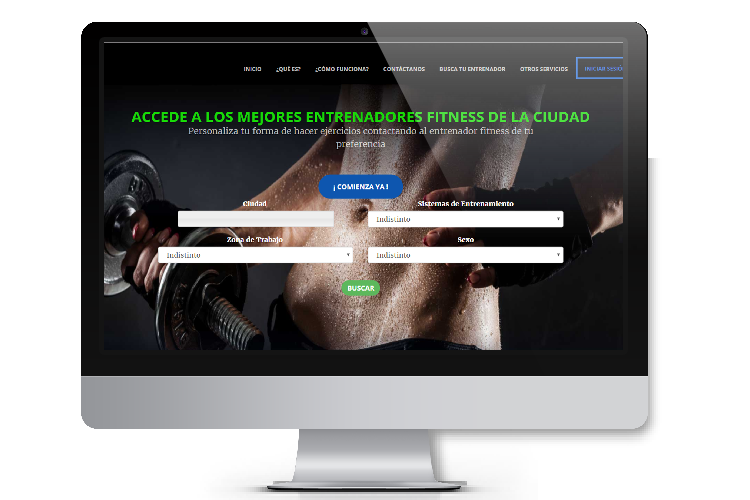 INICIO ¿QUÉ ES? ¿CÓMO FUNCIONA? CONTÁCTANOS BUSCA TU ENTRENADOR OTROS SERVICIOS INICIAR SESIÓN
ACCEDE A LOS MEJORES ENTRENADORES FITNESS DE LA CIUDAD
Personaliza tu forma de hacer ejercicios contactando al entrenador fitness de tu
preferencia
¡ COMIENZA YA !
Ciudad Sistemas de Entrenamiento
Indistinto
Zona de Trabajo Sexo
Indistinto Indistinto
BUSCAR